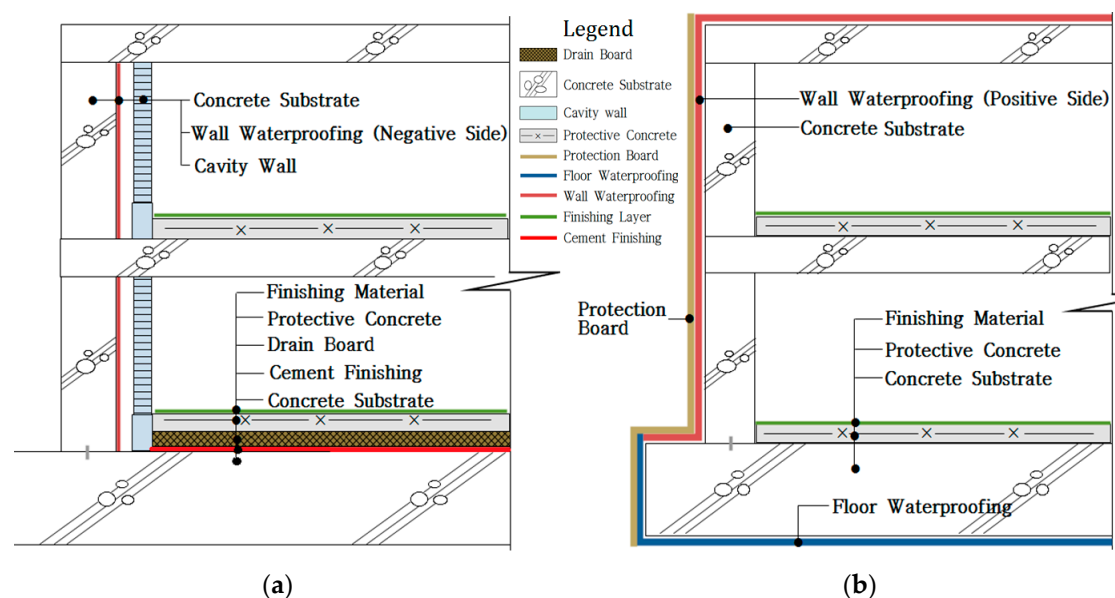 Concrete Substrate
Wall Waterproofing (Negative Side)
Cavity Wall
Finishing Material
Protective Concrete
Drain Board
Cement Finishing
Concrete Substrate
Legend
Drain Board
Concrete Substrate
Cavity wall
Protective Concrete
Protection Board
Floor Waterproofing
Wall Waterproofing
Finishing Layer
Cement Finishing
Wall Waterproofing (Positive Side)
Concrete Substrate
Protection
Board
Finishing Material
Protective Concrete
Concrete Substrate
Floor Waterproofing
(a)
(b)